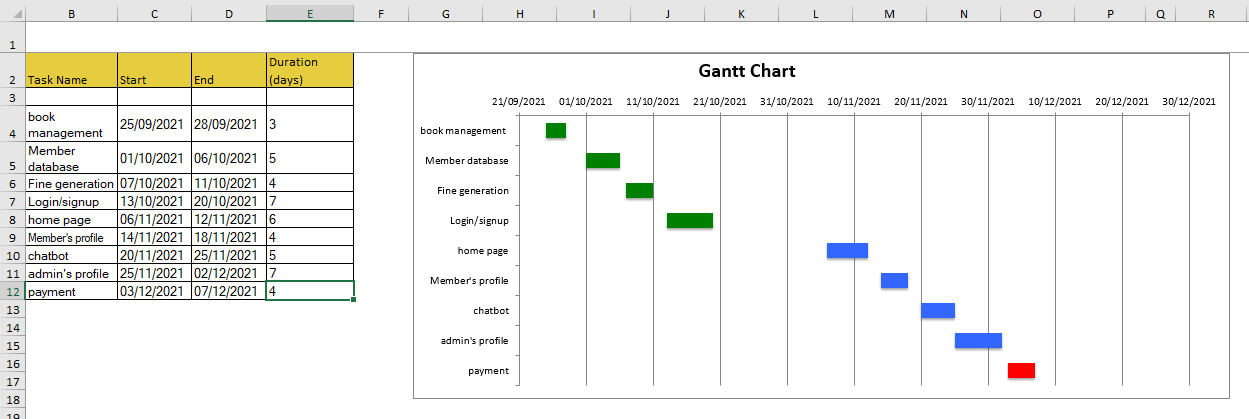 B C D E F G H I J K L M N O P Q R
1
Duration
2 Task Name Start End (days)
3
book
4 management 25/09/2021 28/09/2021 3
Member
5 database 01/10/2021 06/10/2021 5
6 Fine generation 07/10/2021 11/10/2021 4
7 Login/signup 13/10/2021 20/10/2021 7
8 home page 06/11/2021 12/11/2021 6
9 Member's profile 14/11/2021 18/11/2021 4
10 chatbot 20/11/2021 25/11/2021 5
11 admin's profile 25/11/2021 02/12/2021 7
12 payment 03/12/2021 07/12/2021 4
13
14
15
16
17
18
19
Gantt Chart
21/09/2021 01/10/2021 11/10/2021 21/10/2021 31/10/2021 10/11/2021 20/11/2021 30/11/2021 10/12/2021 20/12/2021 30/12/2021
book management
Member database
Fine generation
Login/signup
home page
Member's profile
chatbot
admin's profile
payment